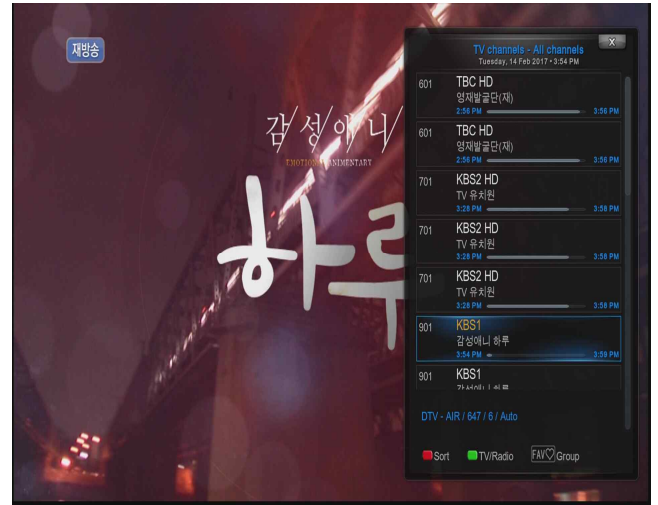 재방송
감성애니
EMOTIONAL ANIMENTARY
하루
X
TV channels - All channels
Tuesday, 14 Feb 2017 • 3:54 PM
601 TBC HD
영재발굴단(재)
2:56 PM 3:56 PM
601 TBC HD
영재발굴단(재)
2:56 PM 3:56 PM
701 KBS2 HD
TV 유치원
3:28 PM 3:58 PM
701 KBS2 HD
TV 유치원
3:28 PM 3:58 PM
701 KBS2 HD
TV 유치원
3:28 PM 3:58 PM
901 KBS1
감성애니 하루
3:54 PM 3:59 PM
901 KBS1
감성애니 하루
DTV - AIR / 647 / 6 / Auto
Sort TV/Radio FAV♡ Group